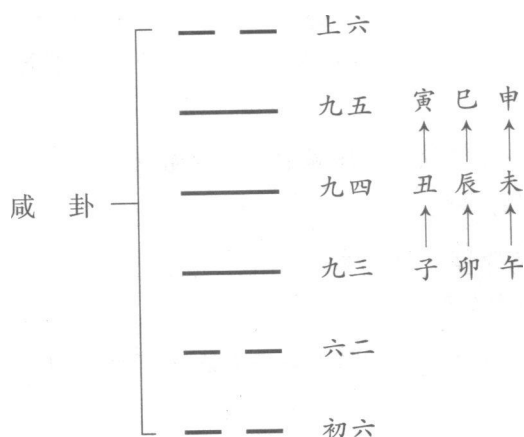 上六
九五 寅 巳 申
九四 丑 辰 未
咸 卦
九三 子 卯 午
六二
初六